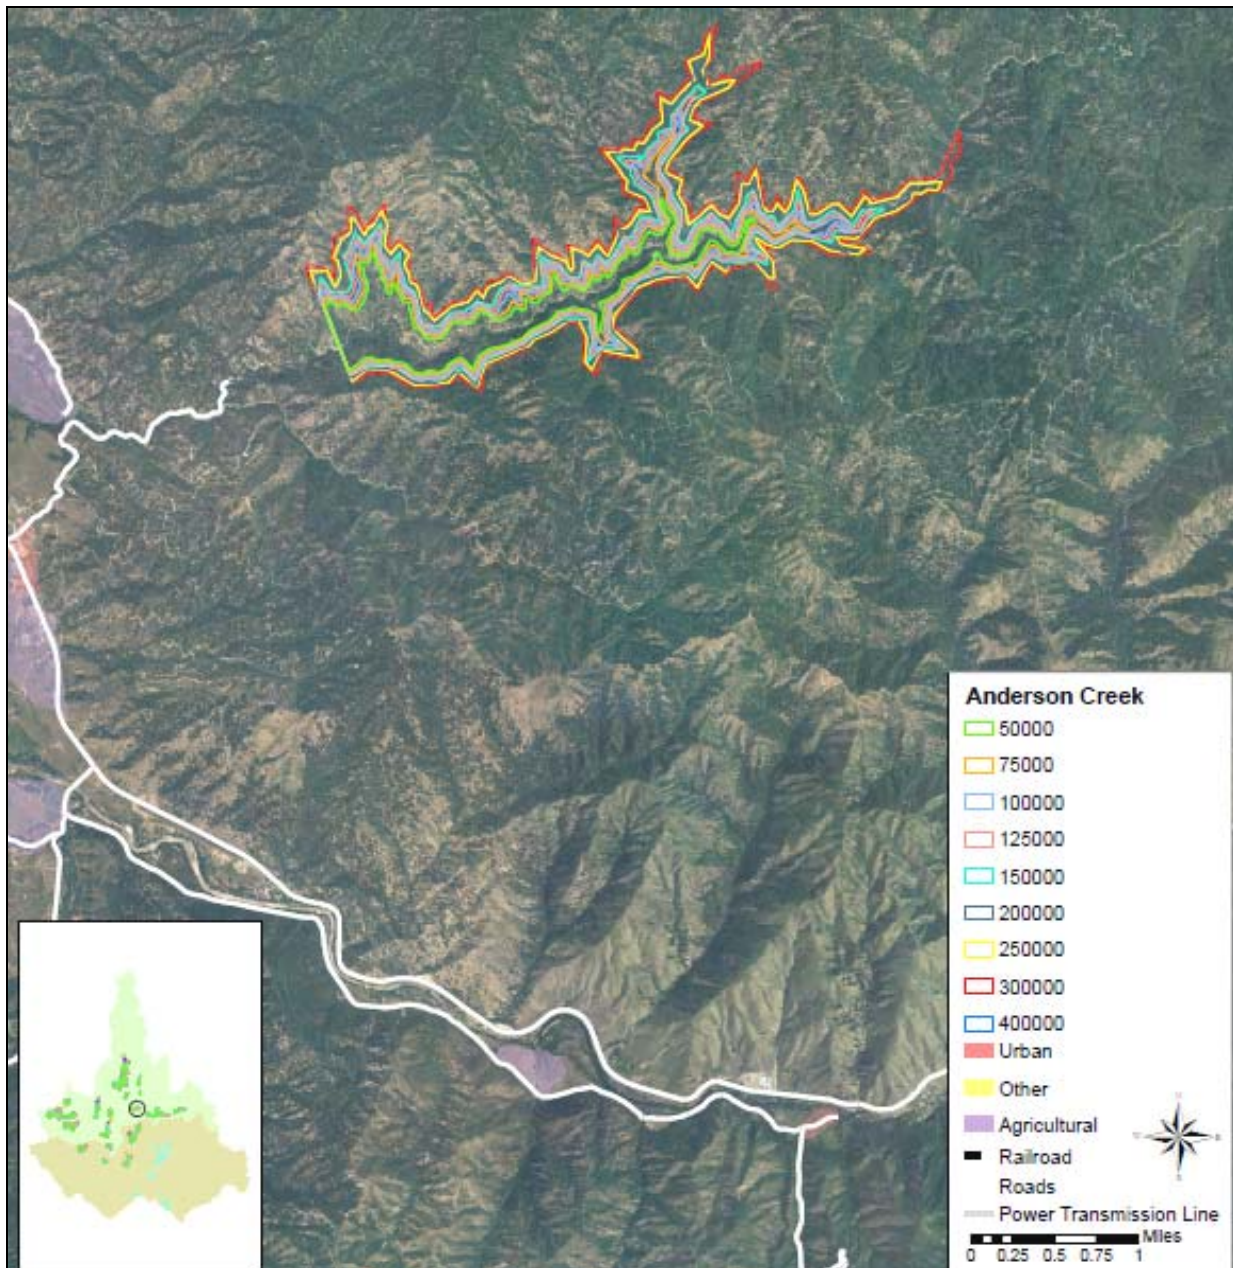 Anderson Creek
50000
75000
100000
125000
150000
200000
250000
300000
400000
Urban
Other
Agricultural
Railroad
Roads
Power Transmission Line
Miles
0 0.25 0.5 0.75 1